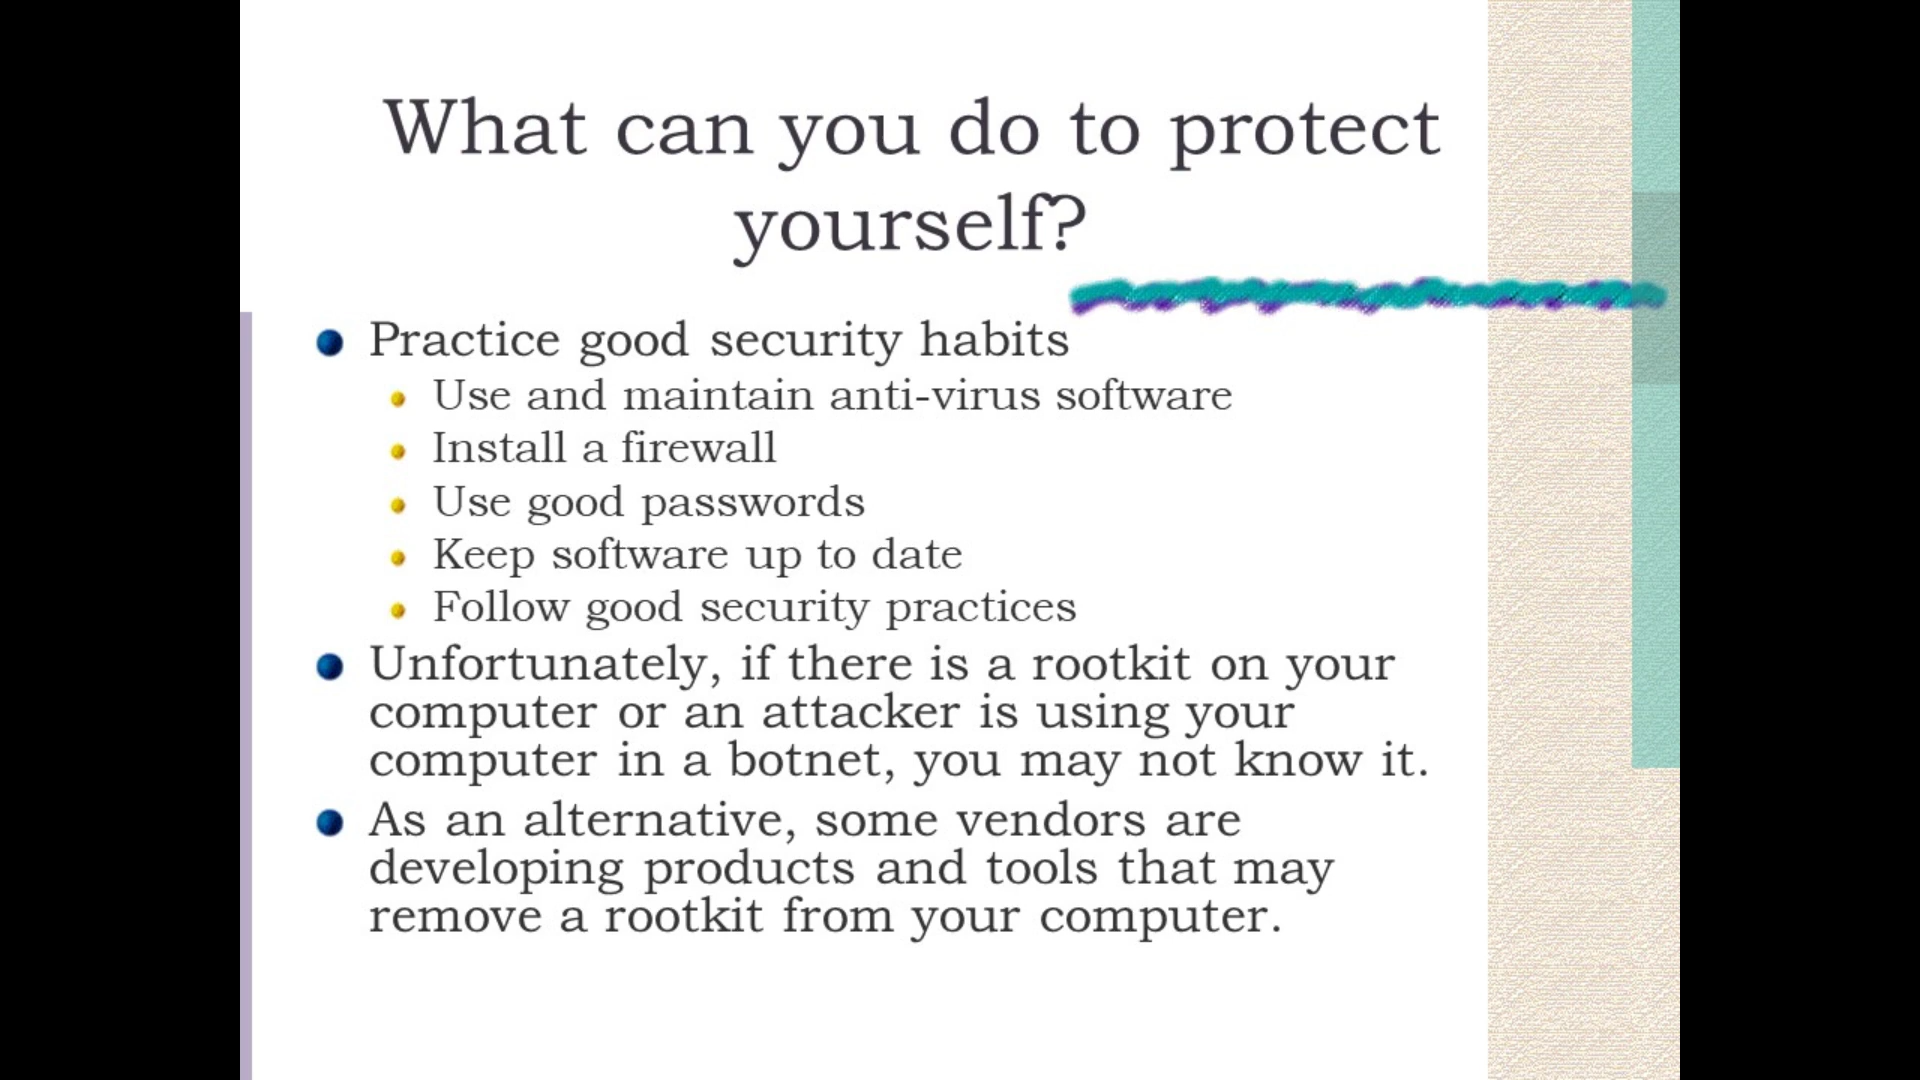 What can you do to protect
yourself?
Practice good security habits
Use and maintain anti-virus software
Install a firewall
Use good passwords
Keep software up to date
Follow good security practices
Unfortunately, if there is a rootkit on your
computer or an attacker is using your
computer in a botnet, you may not know it.
As an alternative, some vendors are
developing products and tools that may
remove a rootkit from your computer.